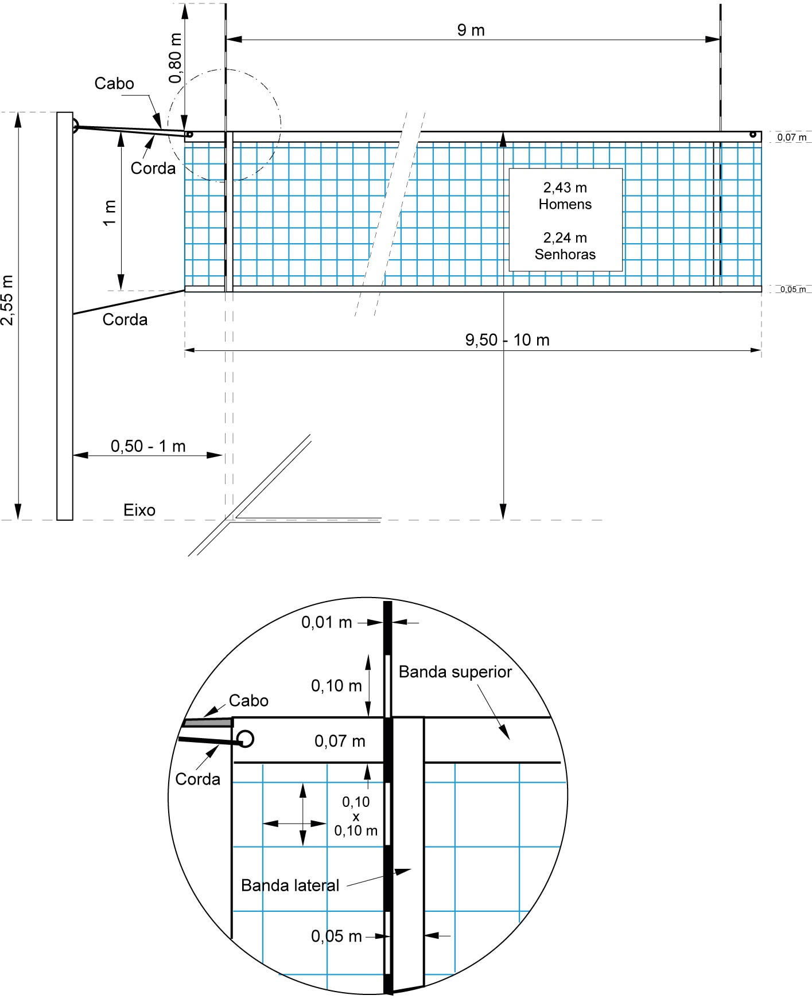 9 m
0,80 m
Cabo
0,07 m
Corda
2,43 m
Homens
1 m
2,24 m
Senhoras
2,55 m
0,05 m
Corda
9,50 - 10 m
0,50 - 1 m
Eixo
0,01 m
Banda superior
0,10 m
Cabo
0,07 m
Corda
0,10
x
0,10 m
Banda lateral
0,05 m